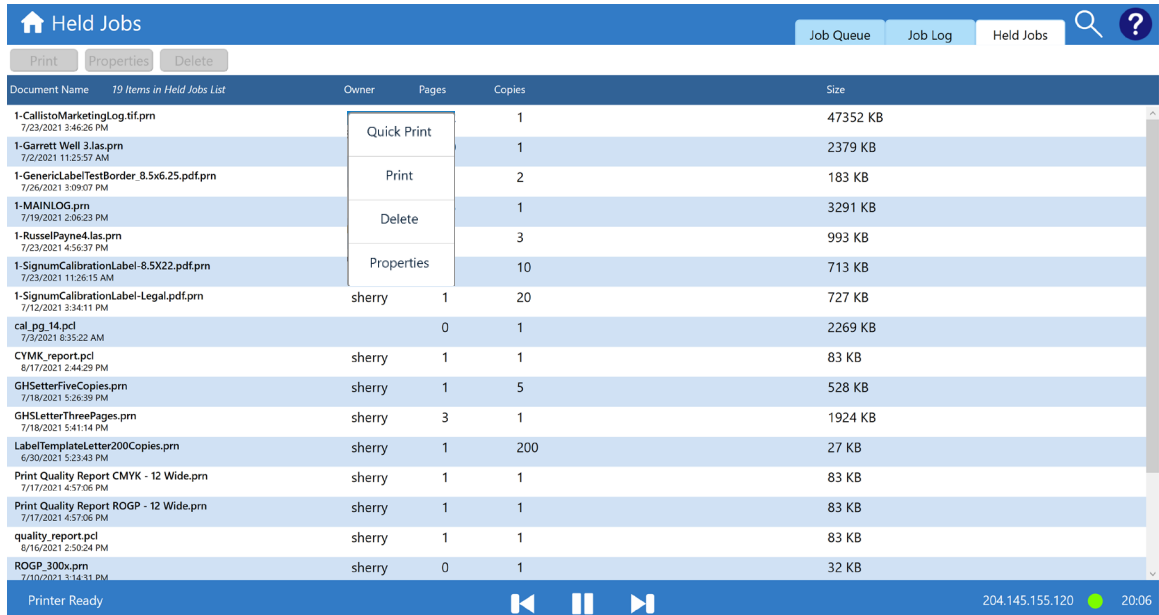 Held Jobs
Job Queue Job Log Held Jobs ?
Print Properties Delete
Document Name 19 Items in Held Jobs List Owner Pages Copies Size
1-CallistoMarketingLog.tif.prn 1 47352 KB
7/23/2021 3:46:26 PM
Quick Print
1-Garrett Well 3.las.prn 1 2379 KB
7/2/2021 11:25:57 AM
1-GenericLabelTestBorder_8.5x6.25.pdf.prn 2 183 KB
7/26/2021 3:09:07 PM
Print
1-MAINLOG.prn 1 3291 KB
7/19/2021 2:06:23 PM
Delete
1-RusselPayne4.las.prn 3 993 KB
7/23/2021 4:56:37 PM
Properties
1-SignumCalibrationLabel-8.5X22.pdf.prn 10 713 KB
7/23/2021 11:26:15 AM
1-SignumCalibrationLabel-Legal.pdf.prn sherry 1 20 727 KB
7/12/2021 3:34:11 PM
cal_pg_14.pcl 0 1 2269 KB
7/3/2021 8:35:22 AM
CYMK_report.pcl sherry 1 1 83 KB
8/17/2021 2:44:29 PM
GHSetterFiveCopies.prn sherry 1 5 528 KB
7/18/2021 5:26:39 PM
GHSLetterThreePages.prn sherry 3 1 1924 KB
7/18/2021 5:41:14 PM
LabelTemplateLetter200Copies.prn sherry 1 200 27 KB
6/30/2021 5:23:43 PM
Print Quality Report CMYK - 12 Wide.prn sherry 1 1 83 KB
7/17/2021 4:57:06 PM
Print Quality Report ROGP - 12 Wide.prn sherry 1 1 83 KB
7/17/2021 4:57:06 PM
quality_report.pcl sherry 1 1 83 KB
8/16/2021 2:50:24 PM
ROGP_300x.prn sherry 0 1 32 KB
7/10/2021 3:14:31 PM
Printer Ready 204.145.155.120 20:06